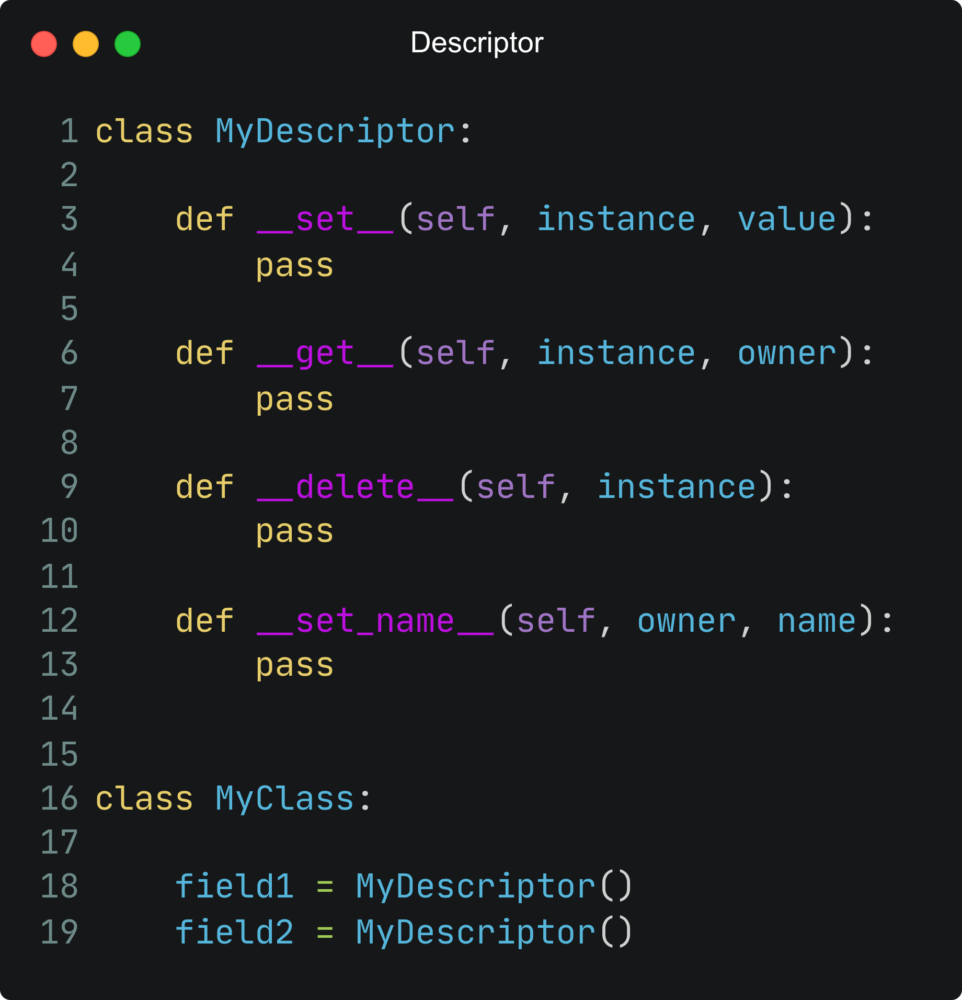 Descriptor
1 class MyDescriptor:
2
3     def __set__(self, instance, value):
4         pass
5
6     def __get__(self, instance, owner):
7         pass
8
9     def __delete__(self, instance):
10         pass
11
12     def __set_name__(self, owner, name):
13         pass
14
15
16 class MyClass:
17
18     field1 = MyDescriptor()
19     field2 = MyDescriptor()